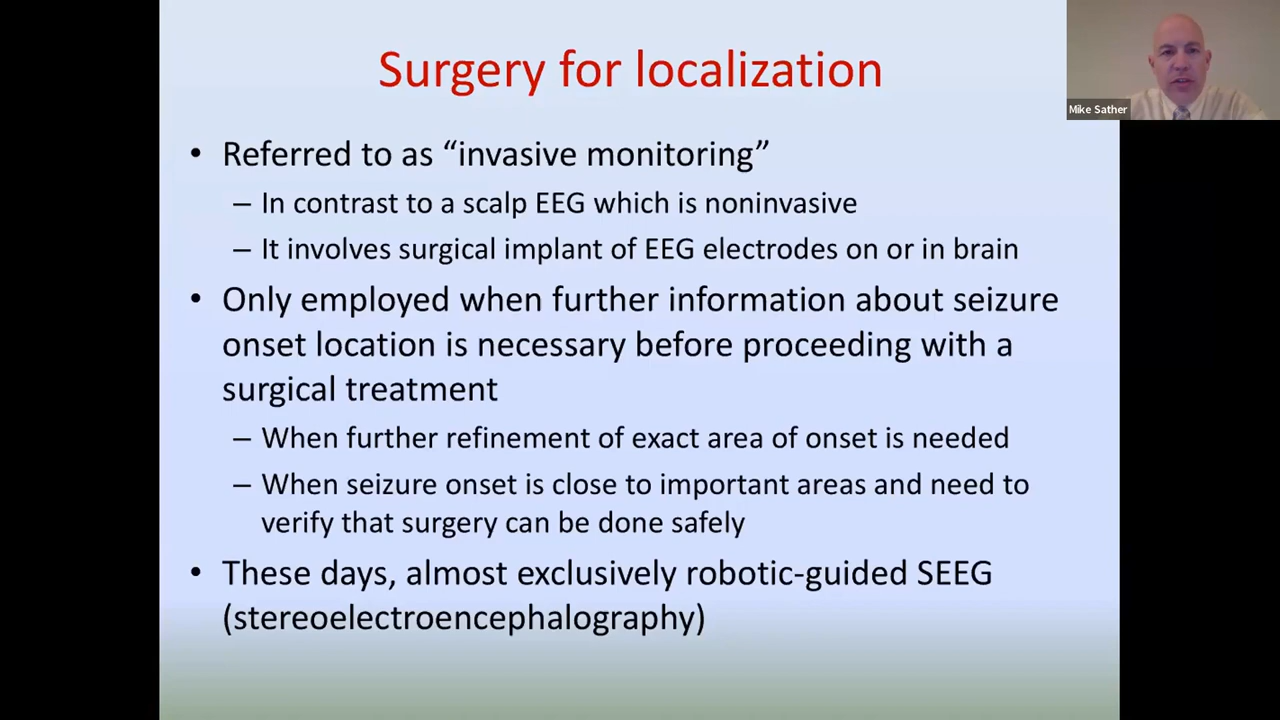 Surgery for localization
Mike Sather
• Referred to as “invasive monitoring”
– In contrast to a scalp EEG which is noninvasive
– It involves surgical implant of EEG electrodes on or in brain
• Only employed when further information about seizure
onset location is necessary before proceeding with a
surgical treatment
– When further refinement of exact area of onset is needed
– When seizure onset is close to important areas and need to
verify that surgery can be done safely
• These days, almost exclusively robotic-guided SEEG
(stereoelectroencephalography)